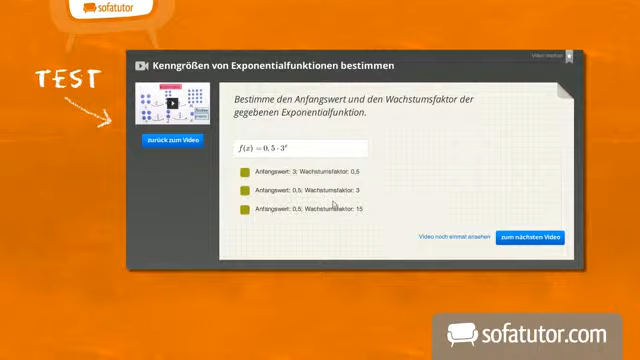 sofatutor
TEST
Kenngrößen von Exponentialfunktionen bestimmen
Bestimme den Anfangswert und den Wachstumsfaktor der
gegebenen Exponentialfunktion.
zurück zum Video
f(x) = 0, 5 · 3ˣ
Anfangswert: 3; Wachstumsfaktor: 0,5
Anfangswert: 0,5; Wachstumsfaktor: 3
Anfangswert: 0,5; Wachstumsfaktor: 15
Video noch einmal ansehen
zum nächsten Video
sofatutor.com